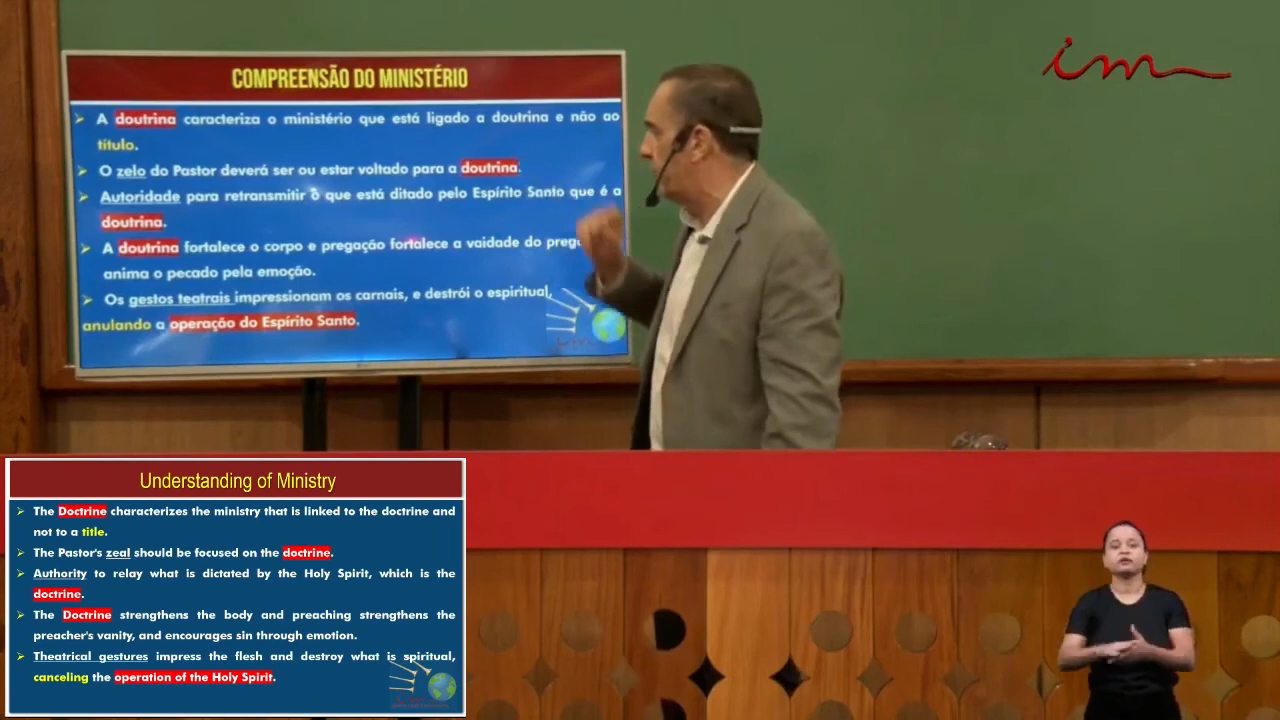 im
COMPREENSÃO DO MINISTÉRIO
➢ A doutrina caracteriza o ministério que está ligado a doutrina e não ao
título.
➢ O zelo do Pastor deverá ser ou estar voltado para a doutrina.
➢ Autoridade para retransmitir o que está ditado pelo Espírito Santo que é a
doutrina.
➢ A doutrina fortalece o corpo e pregação fortalece a vaidade do
anima o pecado pela emoção.
➢ Os gestos teatrais impressionam os carnais, e destrói o espiritual,
anulando a operação do Espírito Santo.
Understanding of Ministry
➢ The Doctrine characterizes the ministry that is linked to the doctrine and
not to a title.
➢ The Pastor's zeal should be focused on the doctrine.
➢ Authority to relay what is dictated by the Holy Spirit, which is the
doctrine.
➢ The Doctrine strengthens the body and preaching strengthens the
preacher's vanity, and encourages sin through emotion.
➢ Theatrical gestures impress the flesh and destroy what is spiritual,
canceling the operation of the Holy Spirit.